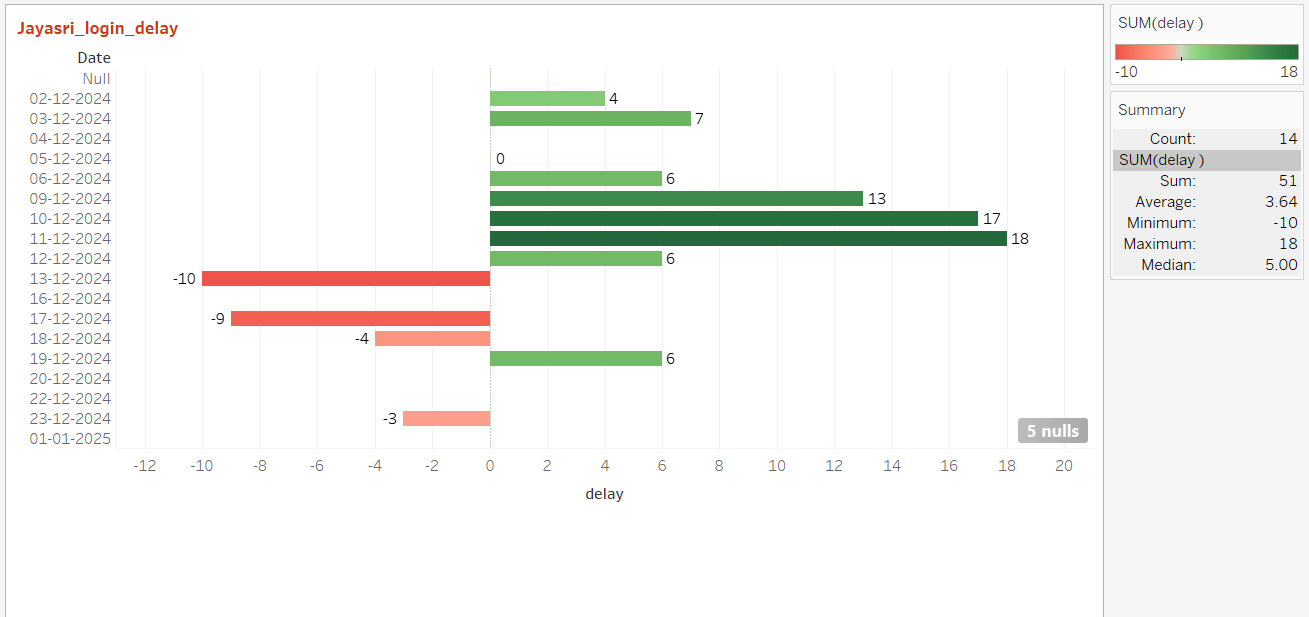 Jayasri_login_delay
Date
Null
02-12-2024 4
03-12-2024 7
04-12-2024
05-12-2024 0
06-12-2024 6
09-12-2024 13
10-12-2024 17
11-12-2024 18
12-12-2024 6
13-12-2024 -10
16-12-2024
17-12-2024 -9
18-12-2024 -4
19-12-2024 6
20-12-2024
22-12-2024
23-12-2024 -3
01-01-2025
5 nulls
-12 -10 -8 -6 -4 -2 0 2 4 6 8 10 12 14 16 18 20
delay
SUM(delay )
-10 18
Summary
Count: 14
SUM(delay )
Sum: 51
Average: 3.64
Minimum: -10
Maximum: 18
Median: 5.00